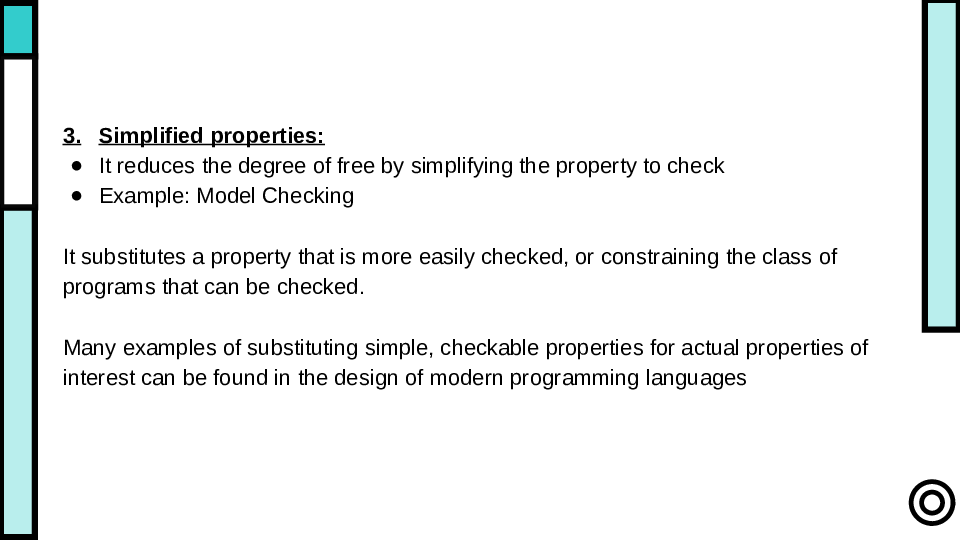 3. Simplified properties:
● It reduces the degree of free by simplifying the property to check
● Example: Model Checking
It substitutes a property that is more easily checked, or constraining the class of
programs that can be checked.
Many examples of substituting simple, checkable properties for actual properties of
interest can be found in the design of modern programming languages